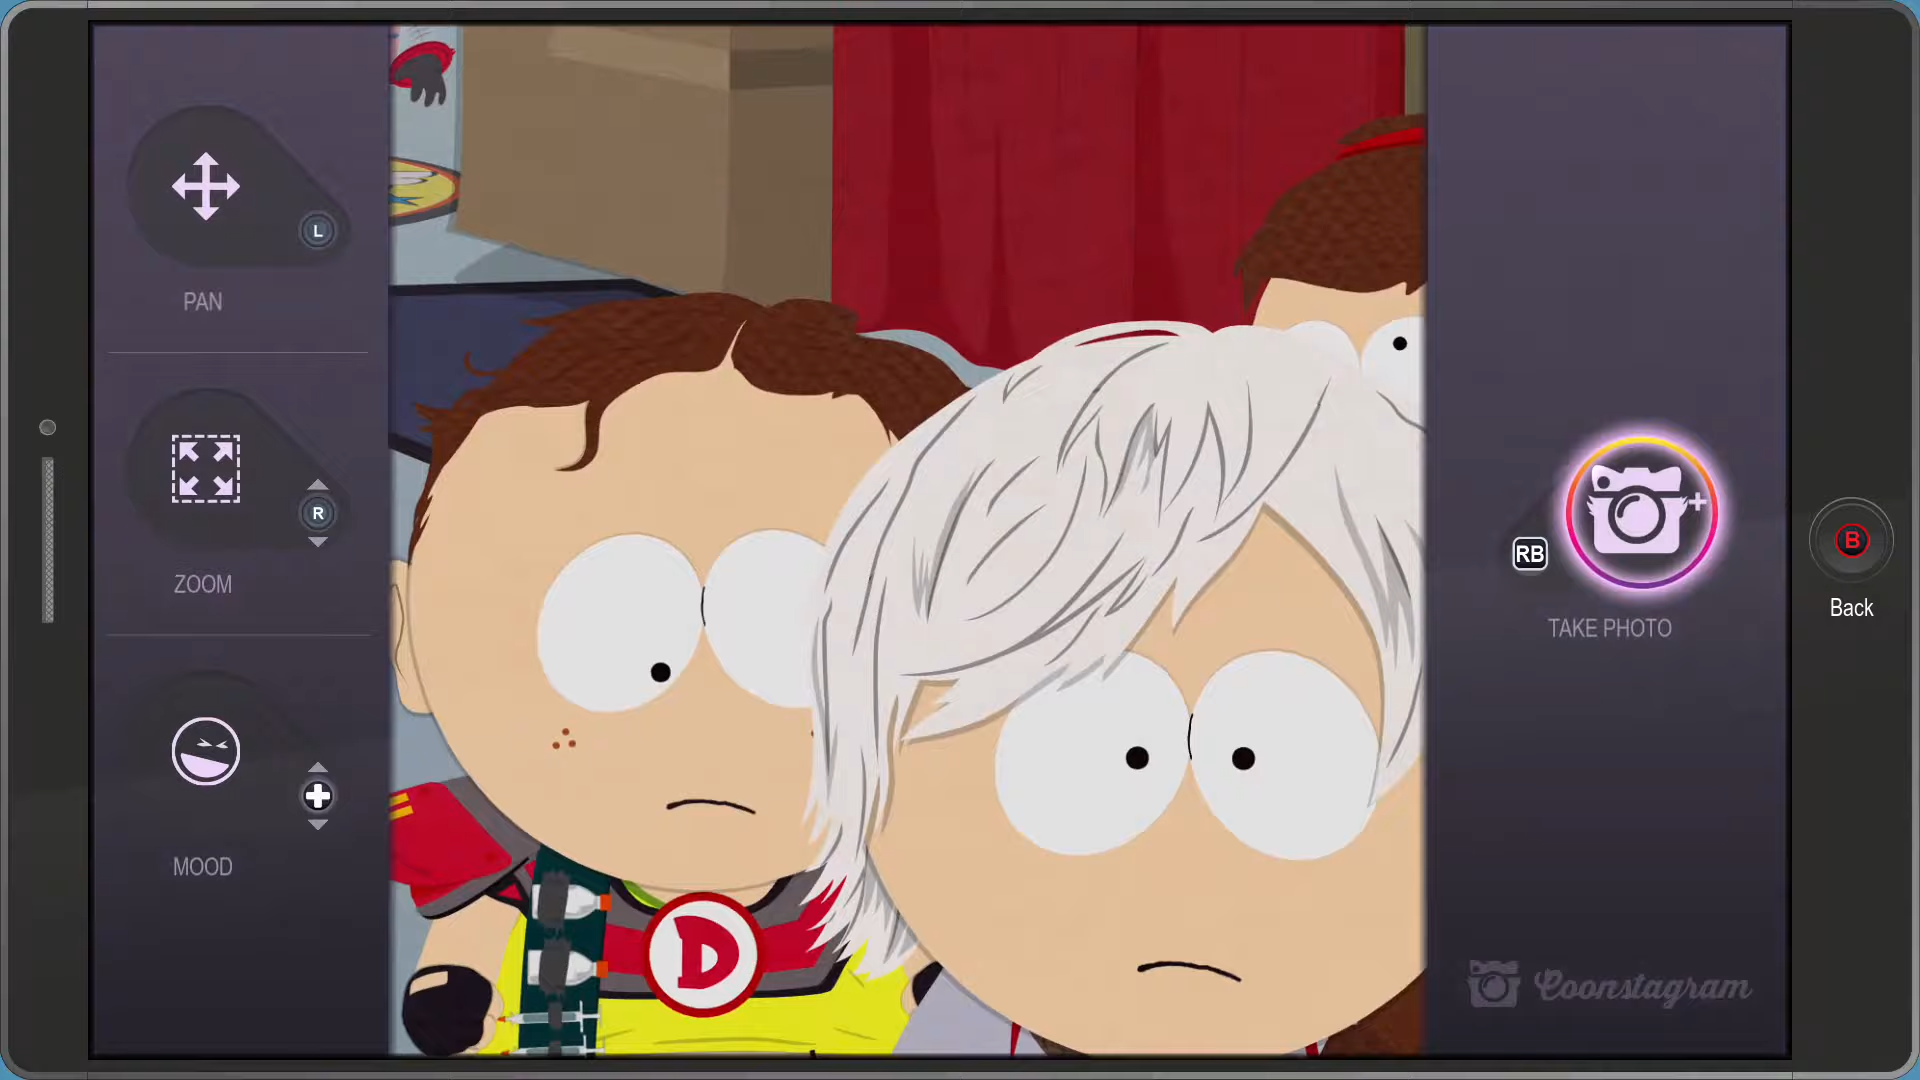 L
PAN
R
ZOOM
MOOD
D
RB
TAKE PHOTO
B
Back
Coonstagram